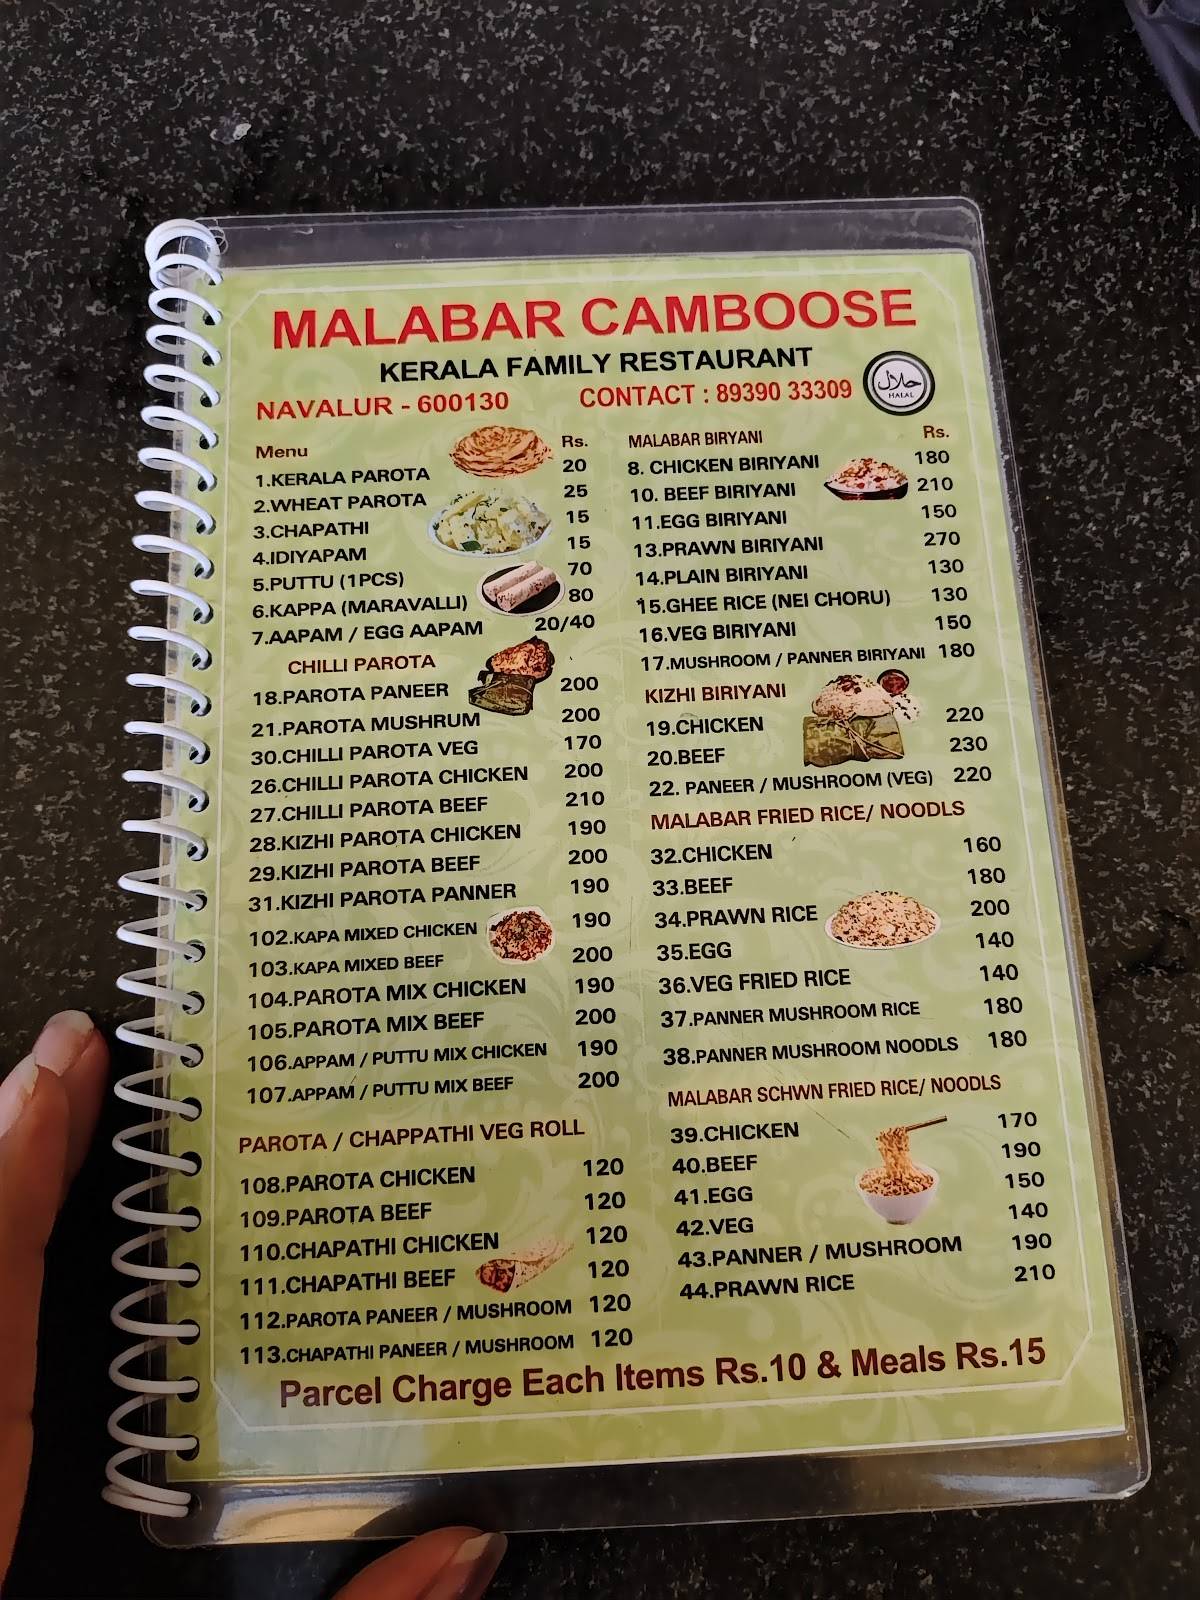 MALABAR CAMBOOSE
KERALA FAMILY RESTAURANT
NAVALUR - 600130 CONTACT : 89390 33309
حلال
HALAL
Menu Rs.
1.KERALA PAROTA 20
2.WHEAT PAROTA 25
3.CHAPATHI 15
4.IDIYAPAM 15
5.PUTTU (1PCS) 70
6.KAPPA (MARAVALLI) 80
7.AAPAM / EGG AAPAM 20/40
CHILLI PAROTA
18.PAROTA PANEER 200
21.PAROTA MUSHRUM 200
30.CHILLI PAROTA VEG 170
26.CHILLI PAROTA CHICKEN 200
27.CHILLI PAROTA BEEF 210
28.KIZHI PAROTA CHICKEN 190
29.KIZHI PAROTA BEEF 200
31.KIZHI PAROTA PANNER 190
102.KAPA MIXED CHICKEN 190
103.KAPA MIXED BEEF 200
104.PAROTA MIX CHICKEN 190
105.PAROTA MIX BEEF 200
106.APPAM / PUTTU MIX CHICKEN 190
107.APPAM / PUTTU MIX BEEF 200
PAROTA / CHAPPATHI VEG ROLL
108.PAROTA CHICKEN 120
109.PAROTA BEEF 120
110.CHAPATHI CHICKEN 120
111.CHAPATHI BEEF 120
112.PAROTA PANEER / MUSHROOM 120
113.CHAPATHI PANEER / MUSHROOM 120
MALABAR BIRYANI Rs.
8. CHICKEN BIRIYANI 180
10. BEEF BIRIYANI 210
11.EGG BIRIYANI 150
13.PRAWN BIRIYANI 270
14.PLAIN BIRIYANI 130
15.GHEE RICE (NEI CHORU) 130
16.VEG BIRIYANI 150
17.MUSHROOM / PANNER BIRIYANI 180
KIZHI BIRIYANI
19.CHICKEN 220
20.BEEF 230
22. PANEER / MUSHROOM (VEG) 220
MALABAR FRIED RICE/ NOODLS
32.CHICKEN 160
33.BEEF 180
34.PRAWN RICE 200
35.EGG 140
36.VEG FRIED RICE 140
37.PANNER MUSHROOM RICE 180
38.PANNER MUSHROOM NOODLS 180
MALABAR SCHWN FRIED RICE/ NOODLS
39.CHICKEN 170
40.BEEF 190
41.EGG 150
42.VEG 140
43.PANNER / MUSHROOM 190
44.PRAWN RICE 210
Parcel Charge Each Items Rs.10 & Meals Rs.15